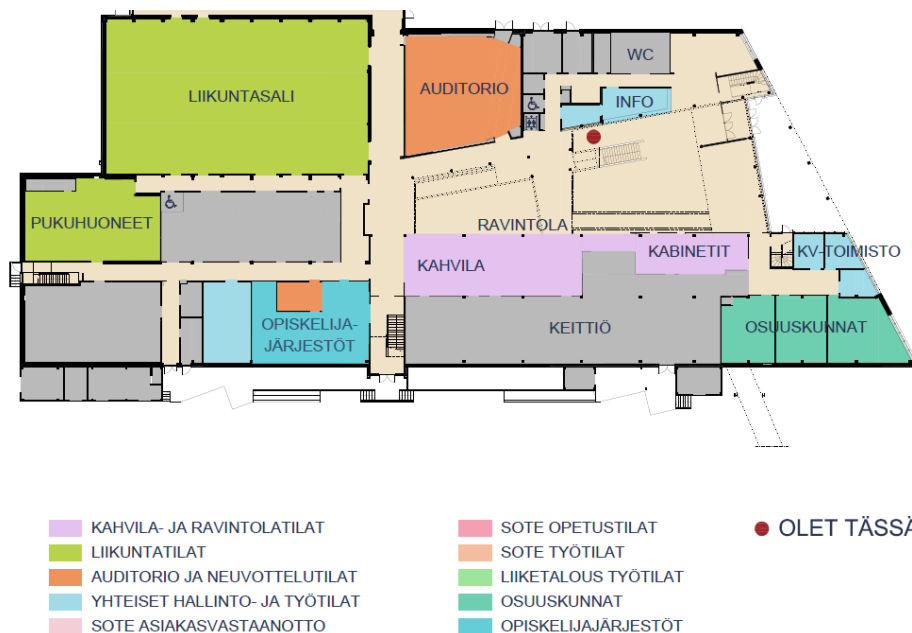 LIIKUNTASALI
AUDITORIO
WC
INFO
PUKUHUONEET
RAVINTOLA
KAHVILA
KABINETIT
KV-TOIMISTO
OPISKELIJA-
JÄRJESTÖT
KEITTIÖ
OSUUSKUNNAT
KAHVILA- JA RAVINTOLATILAT
LIIKUNTATILAT
AUDITORIO JA NEUVOTTELUTILAT
YHTEISET HALLINTO- JA TYÖTILAT
SOTE ASIAKASVASTAANOTTO
SOTE OPETUSTILAT
SOTE TYÖTILAT
LIIKETALOUS TYÖTILAT
OSUUSKUNNAT
OPISKELIJAJÄRJESTÖT
OLET TÄSSÄ